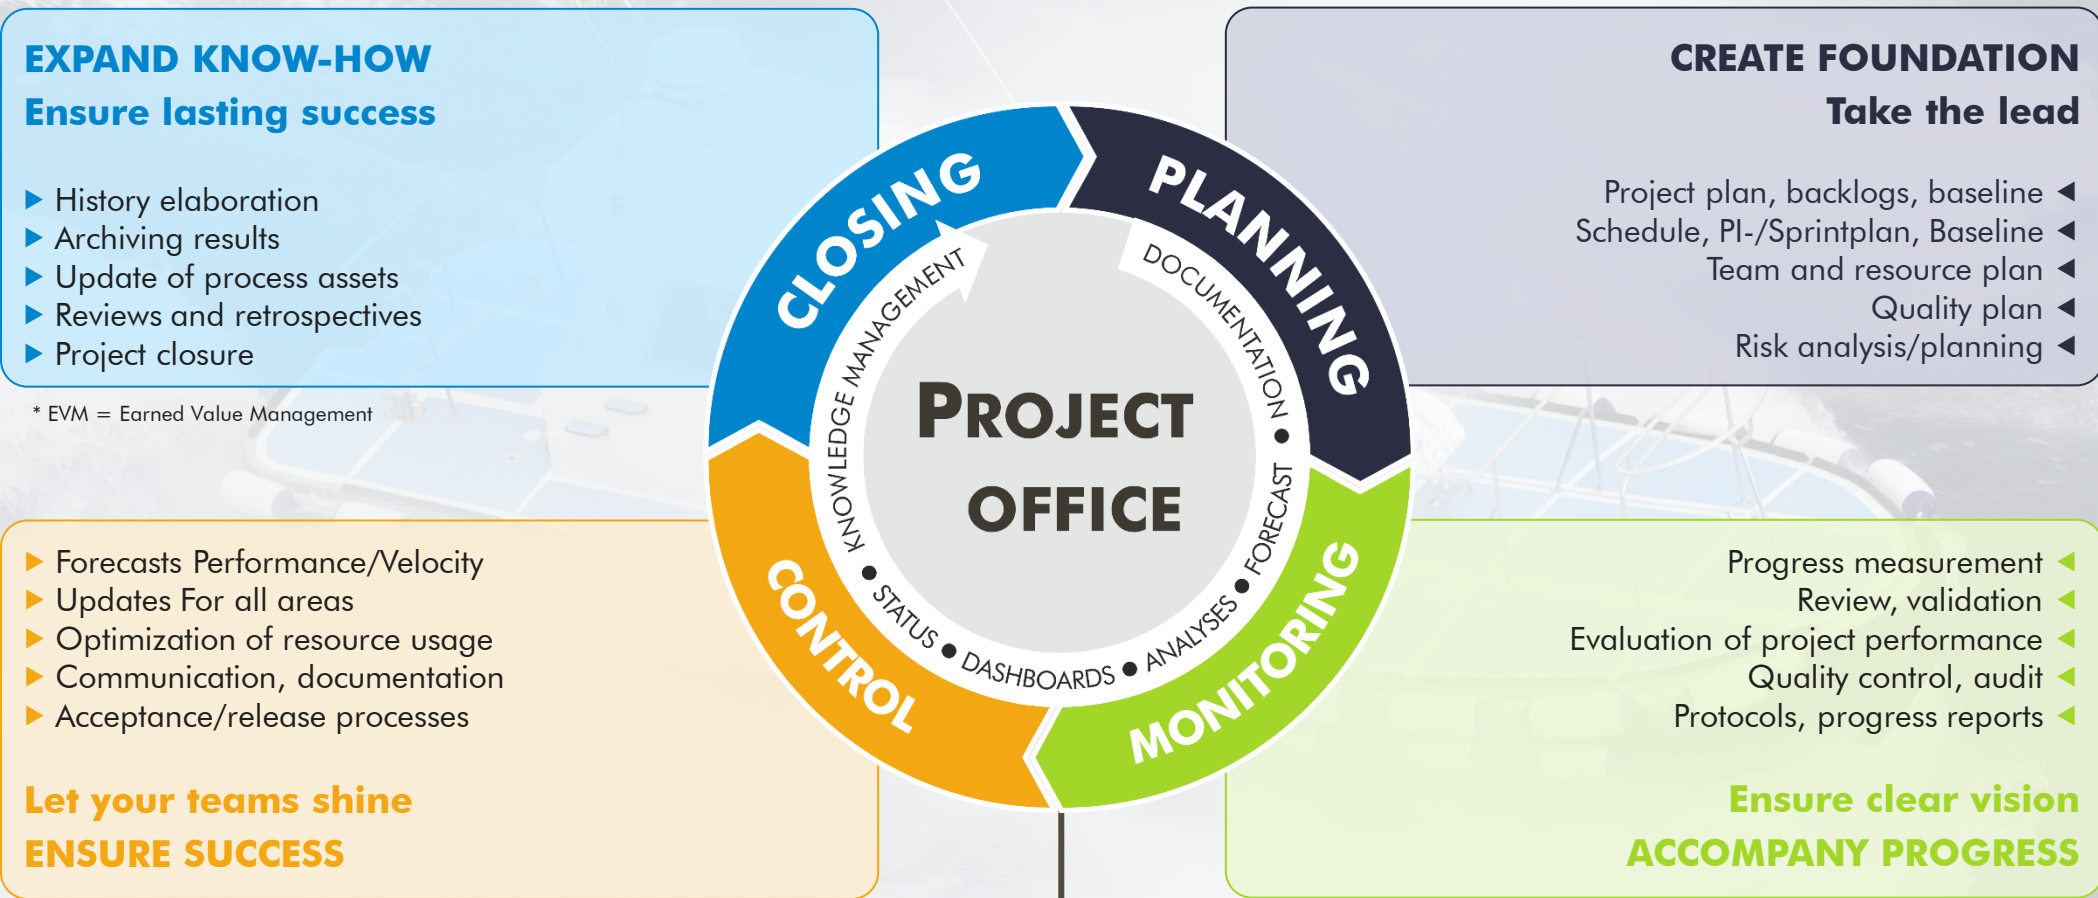 EXPAND KNOW-HOW
Ensure lasting success
▶ History elaboration
▶ Archiving results
▶ Update of process assets
▶ Reviews and retrospectives
▶ Project closure
* EVM = Earned Value Management
CREATE FOUNDATION
Take the lead
Project plan, backlogs, baseline ◀
Schedule, PI-/Sprintplan, Baseline ◀
Team and resource plan ◀
Quality plan ◀
Risk analysis/planning ◀
CLOSING
PLANNING
MONITORING
CONTROL
DOCUMENTATION ● FORECAST ● ANALYSES ● DASHBOARDS ● STATUS ● KNOWLEDGE MANAGEMENT
PROJECT
OFFICE
▶ Forecasts Performance/Velocity
▶ Updates For all areas
▶ Optimization of resource usage
▶ Communication, documentation
▶ Acceptance/release processes
Let your teams shine
ENSURE SUCCESS
Progress measurement ◀
Review, validation ◀
Evaluation of project performance ◀
Quality control, audit ◀
Protocols, progress reports ◀
Ensure clear vision
ACCOMPANY PROGRESS